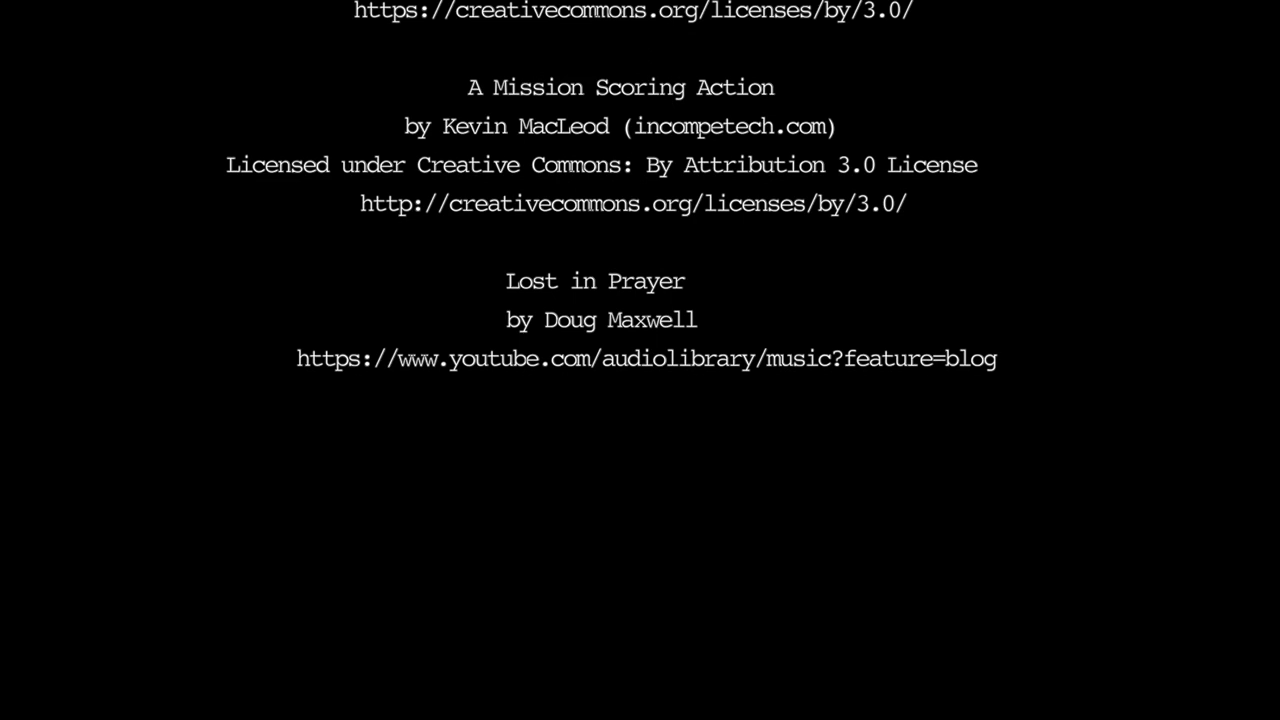 https://creativecommons.org/licenses/by/3.0/
A Mission Scoring Action
by Kevin MacLeod (incompetech.com)
Licensed under Creative Commons: By Attribution 3.0 License
http://creativecommons.org/licenses/by/3.0/
Lost in Prayer
by Doug Maxwell
https://www.youtube.com/audiolibrary/music?feature=blog